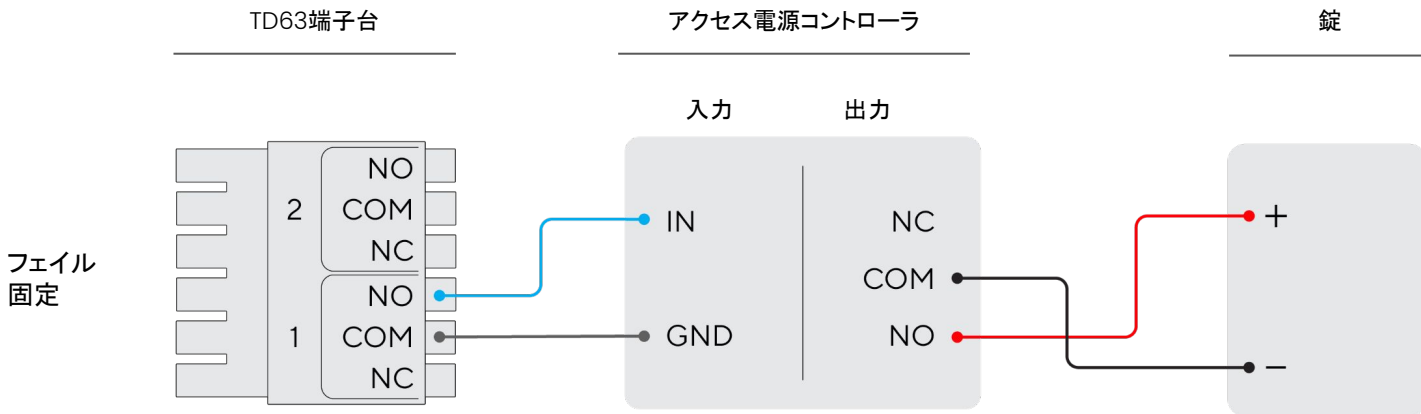 TD63端子台
アクセス電源コントローラ
錠
入力
出力
フェイル
固定
2
NO
COM
NC
1
NO
COM
NC
IN
GND
NC
COM
NO
+
−